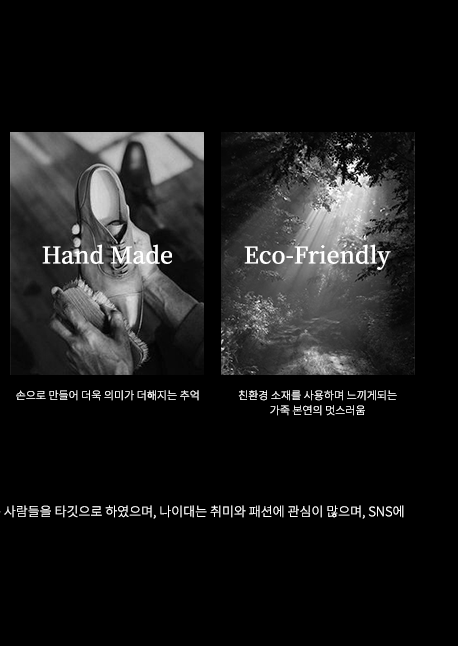 Hand Made
Eco-Friendly
손으로 만들어 더욱 의미가 더해지는 추억
친환경 소재를 사용하며 느끼게되는
가죽 본연의 멋스러움
사람들을 타깃으로 하였으며, 나이대는 취미와 패션에 관심이 많으며, SNS에